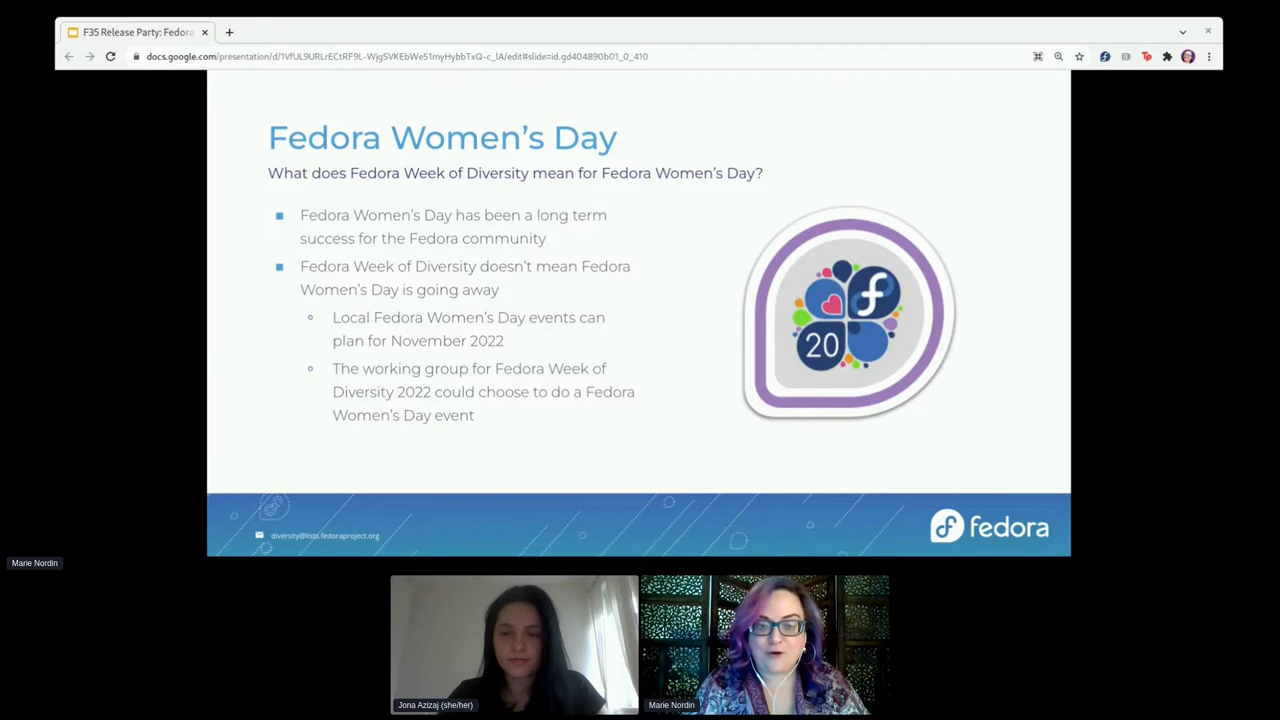 F35 Release Party: Fedora
docs.google.com/presentation/d/1VfUL9URLrECtRF9L-WjgSVKEbWe51myHybbTxQ-c_lA/edit#slide=id.gd404890b01_0_410
Fedora Women's Day
What does Fedora Week of Diversity mean for Fedora Women's Day?
Fedora Women's Day has been a long term
success for the Fedora community
Fedora Week of Diversity doesn't mean Fedora
Women's Day is going away
Local Fedora Women's Day events can
plan for November 2022
The working group for Fedora Week of
Diversity 2022 could choose to do a Fedora
Women's Day event
20
diversity@lists.fedoraproject.org
fedora
Marie Nordin
Jona Azizaj (she/her)
Marie Nordin